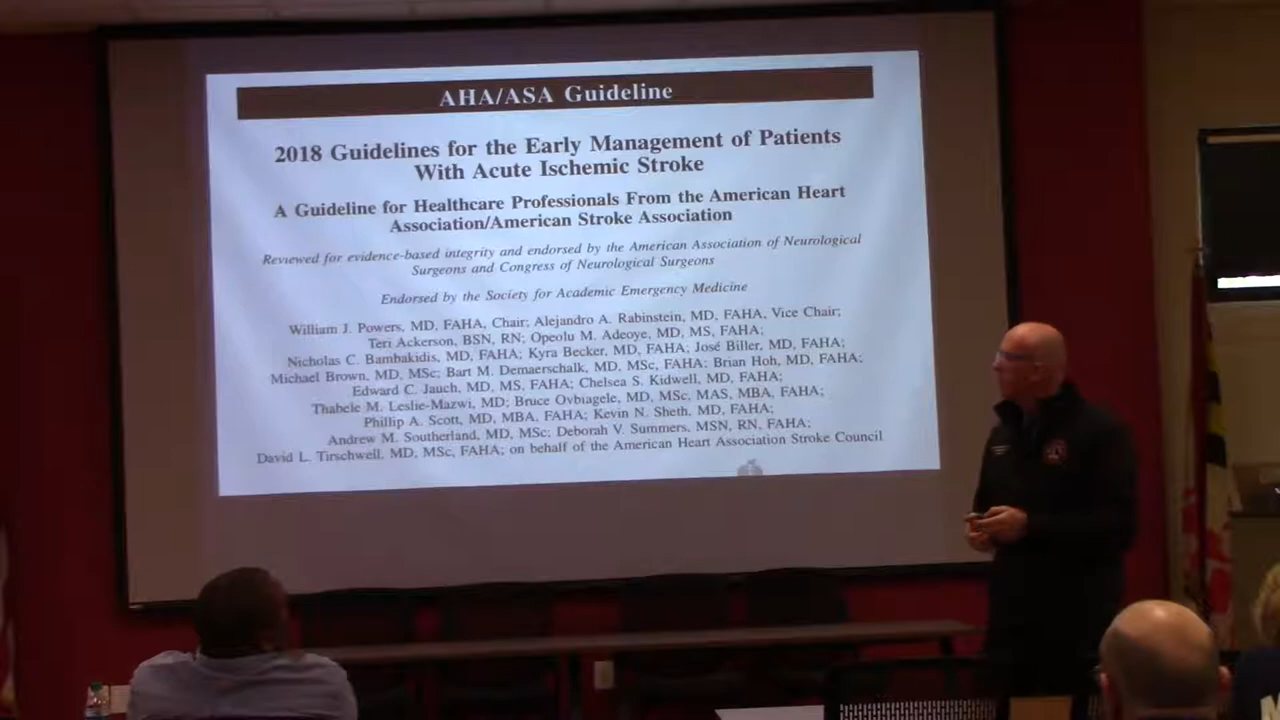 AHA/ASA Guideline
2018 Guidelines for the Early Management of Patients
With Acute Ischemic Stroke
A Guideline for Healthcare Professionals From the American Heart
Association/American Stroke Association
Reviewed for evidence-based integrity and endorsed by the American Association of Neurological
Surgeons and Congress of Neurological Surgeons
Endorsed by the Society for Academic Emergency Medicine
William J. Powers, MD, FAHA, Chair; Alejandro A. Rabinstein, MD, FAHA, Vice Chair;
Teri Ackerson, BSN, RN; Opeolu M. Adeoye, MD, MS, FAHA;
Nicholas C. Bambakidis, MD, FAHA; Kyra Becker, MD, FAHA; José Biller, MD, FAHA;
Michael Brown, MD, MSc; Bart M. Demaerschalk, MD, MSc, FAHA; Brian Hoh, MD, FAHA;
Edward C. Jauch, MD, MS, FAHA; Chelsea S. Kidwell, MD, FAHA;
Thabele M. Leslie-Mazwi, MD; Bruce Ovbiagele, MD, MSc, MAS, MBA, FAHA;
Phillip A. Scott, MD, MBA, FAHA; Kevin N. Sheth, MD, FAHA;
Andrew M. Southerland, MD, MSc; Deborah V. Summers, MSN, RN, FAHA;
David L. Tirschwell, MD, MSc, FAHA; on behalf of the American Heart Association Stroke Council